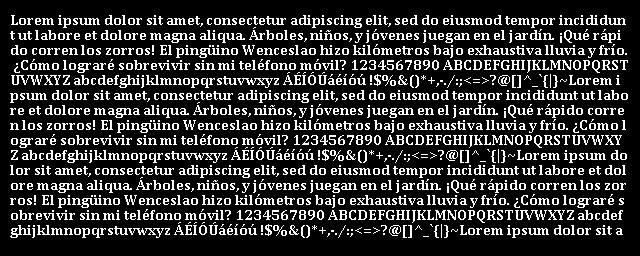 Lorem ipsum dolor sit amet, consectetur adipiscing elit, sed do eiusmod tempor incididun
t ut labore et dolore magna aliqua. Árboles, niños, y jóvenes juegan en el jardín. ¡Qué rápi
do corren los zorros! El pingüino Wenceslao hizo kilómetros bajo exhaustiva lluvia y frío.
¿Cómo lograré sobrevivir sin mi teléfono móvil? 1234567890 ABCDEFGHIJKLMNOPQRST
UVWXYZ abcdefghijklmnopqrstuvwxyz ÁÉÍÓÚáéíóú !$%&()*+,-./:;<=>?@[]^_`{|}~Lorem i
psum dolor sit amet, consectetur adipiscing elit, sed do eiusmod tempor incididunt ut labo
re et dolore magna aliqua. Árboles, niños, y jóvenes juegan en el jardín. ¡Qué rápido corre
n los zorros! El pingüino Wenceslao hizo kilómetros bajo exhaustiva lluvia y frío. ¿Cómo l
ograré sobrevivir sin mi teléfono móvil? 1234567890 ABCDEFGHIJKLMNOPQRSTUVWXY
Z abcdefghijklmnopqrstuvwxyz ÁÉÍÓÚáéíóú !$%&()*+,-./:;<=>?@[]^_`{|}~Lorem ipsum do
lor sit amet, consectetur adipiscing elit, sed do eiusmod tempor incididunt ut labore et dol
ore magna aliqua. Árboles, niños, y jóvenes juegan en el jardín. ¡Qué rápido corren los zor
ros! El pingüino Wenceslao hizo kilómetros bajo exhaustiva lluvia y frío. ¿Cómo lograré s
obrevivir sin mi teléfono móvil? 1234567890 ABCDEFGHIJKLMNOPQRSTUVWXYZ abcdef
ghijklmnopqrstuvwxyz ÁÉÍÓÚáéíóú !$%&()*+,-./:;<=>?@[]^_`{|}~Lorem ipsum dolor sit a